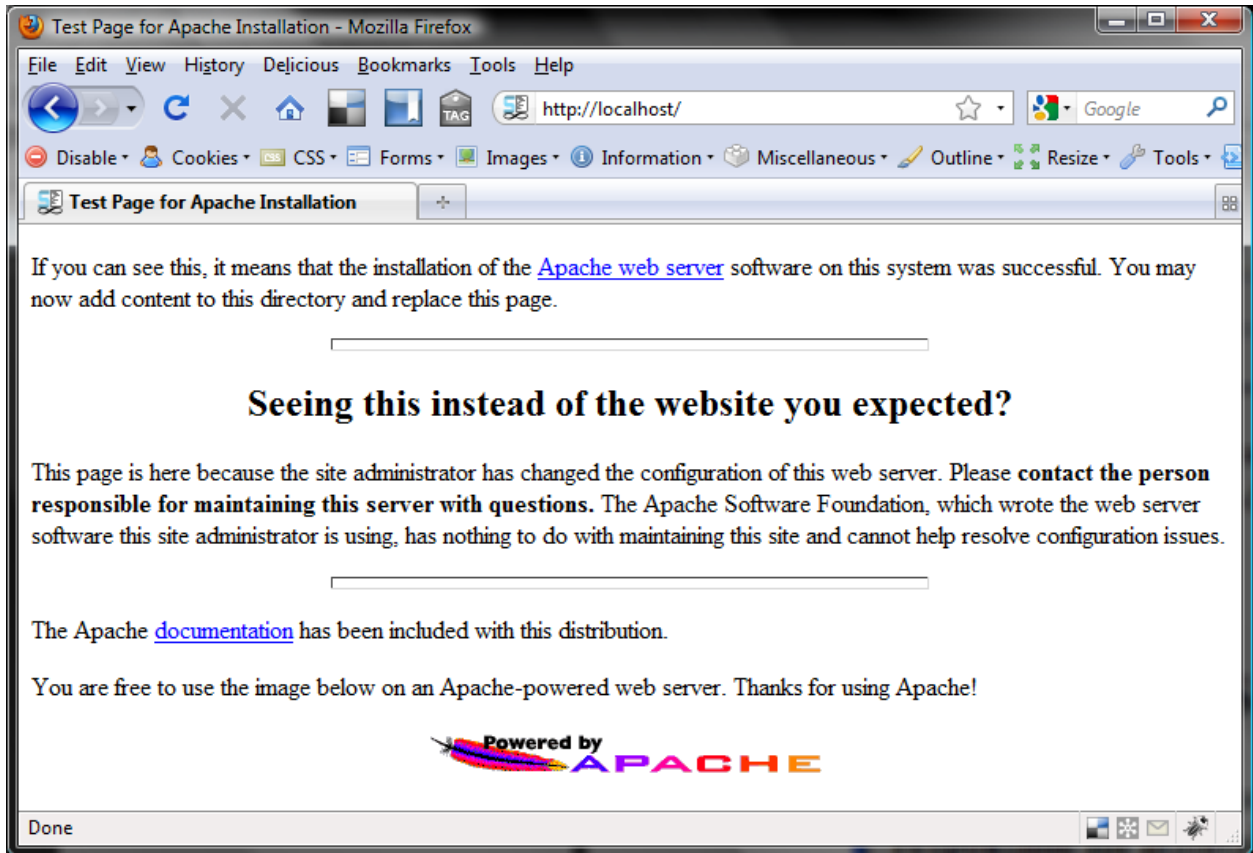 Test Page for Apache Installation - Mozilla Firefox
File Edit View History Delicious Bookmarks Tools Help
TAG http://localhost/ Google
Disable Cookies CSS CSS Forms Images Information Miscellaneous Outline Resize Tools
Test Page for Apache Installation
If you can see this, it means that the installation of the Apache web server software on this system was successful. You may
now add content to this directory and replace this page.
Seeing this instead of the website you expected?
This page is here because the site administrator has changed the configuration of this web server. Please contact the person
responsible for maintaining this server with questions. The Apache Software Foundation, which wrote the web server
software this site administrator is using, has nothing to do with maintaining this site and cannot help resolve configuration issues.
The Apache documentation has been included with this distribution.
You are free to use the image below on an Apache-powered web server. Thanks for using Apache!
Powered by
APACHE
Done